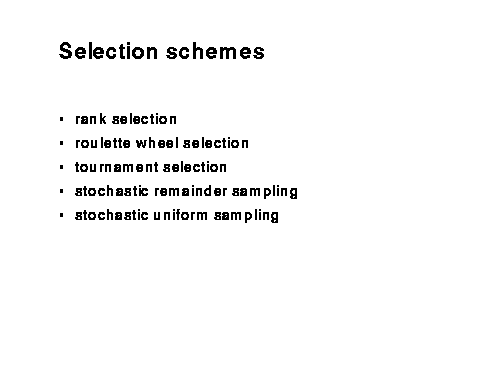 Selection schemes
▪ rank selection
▪ roulette wheel selection
▪ tournament selection
▪ stochastic remainder sampling
▪ stochastic uniform sampling